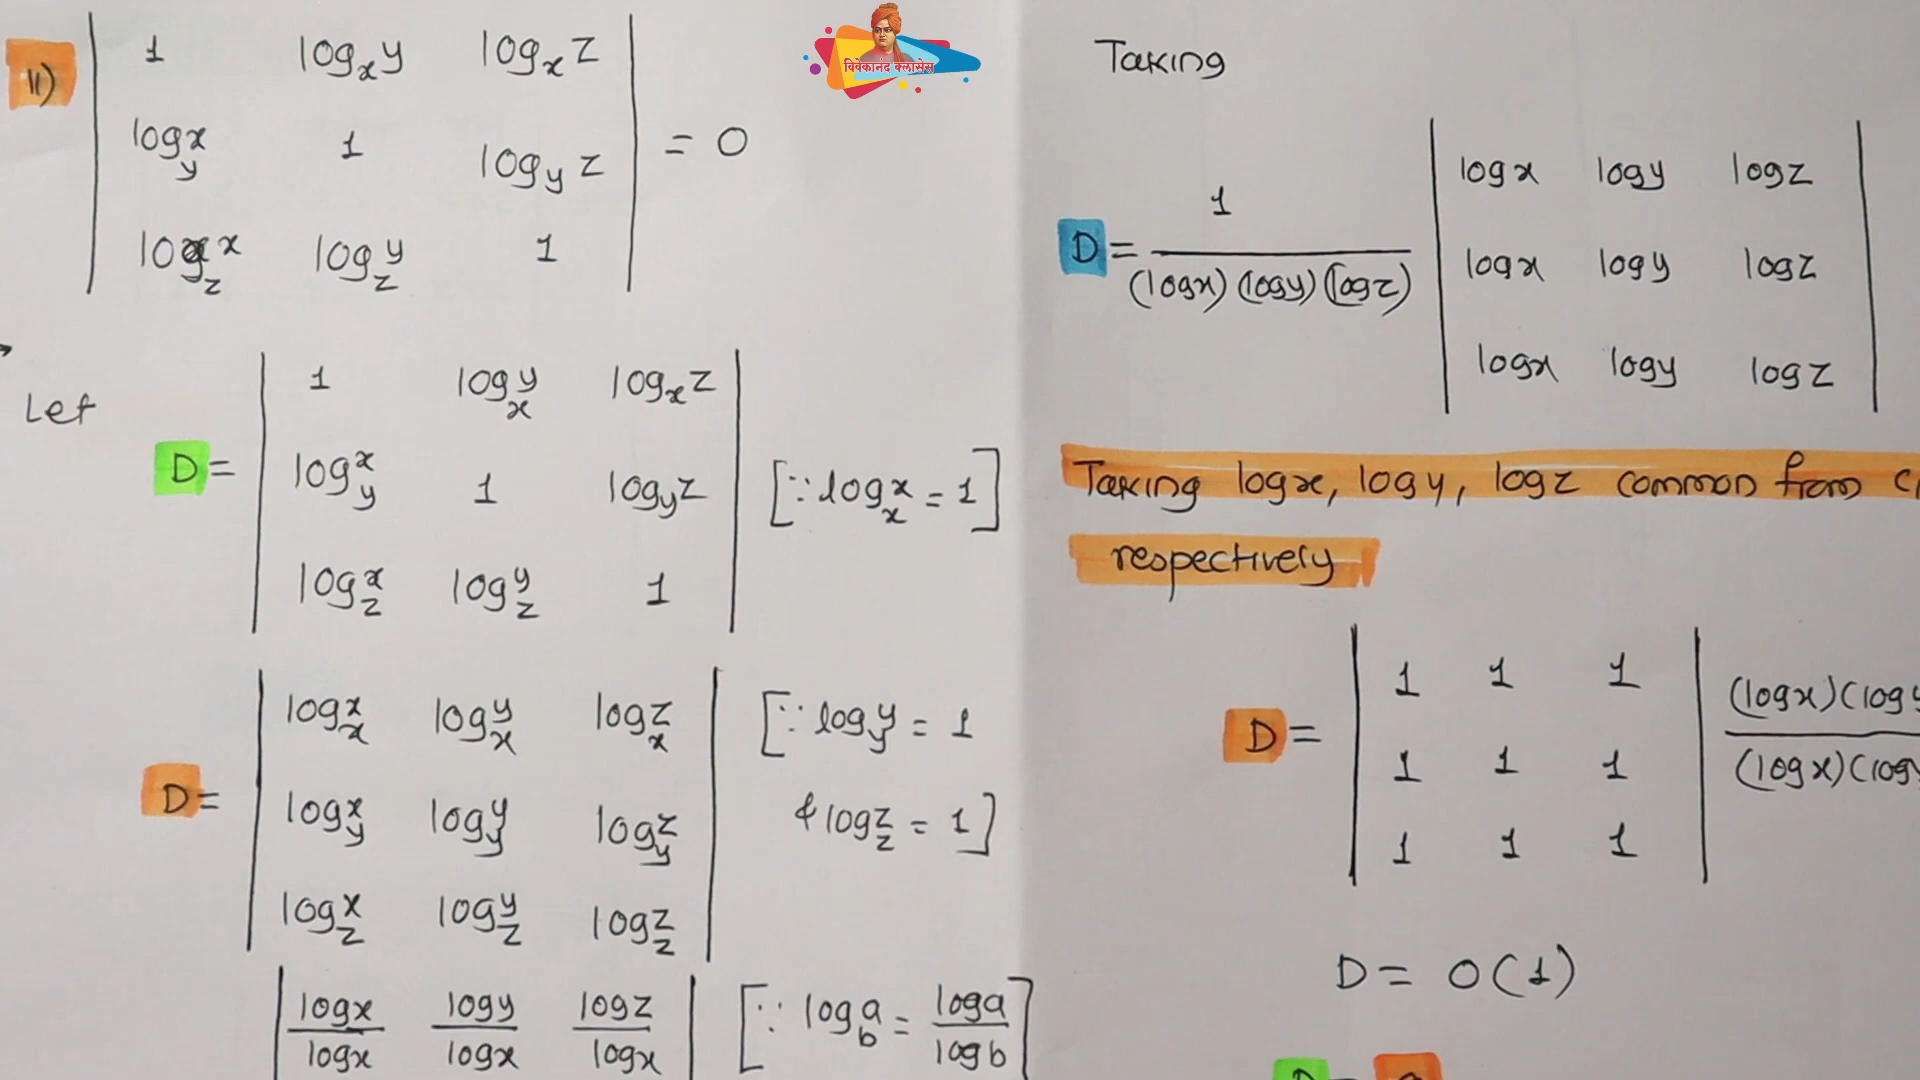 विवेकानंद क्लासेस
11)
1 log_x y log_x z
log_y x 1 log_y z = 0
log_z x log_z y 1
Let
1 log_x y log_x z
D = log_y x 1 log_y z [∵ log_x x = 1]
log_z x log_z y 1
log_x x log_x y log_x z [∵ log_y y = 1
D = log_y x log_y y log_y z & log_z z = 1]
log_z x log_z y log_z z
logx/logx logy/logx logz/logx [∵ log_b a = loga/logb]
Taking
logx logy logz
D = 1/(logx)(logy)(logz) logx logy logz
logx logy logz
Taking logx, logy, logz common from C
respectively
1 1 1
D = 1 1 1 (logx)(logy/(logx)(logy
1 1 1
D = 0(1)